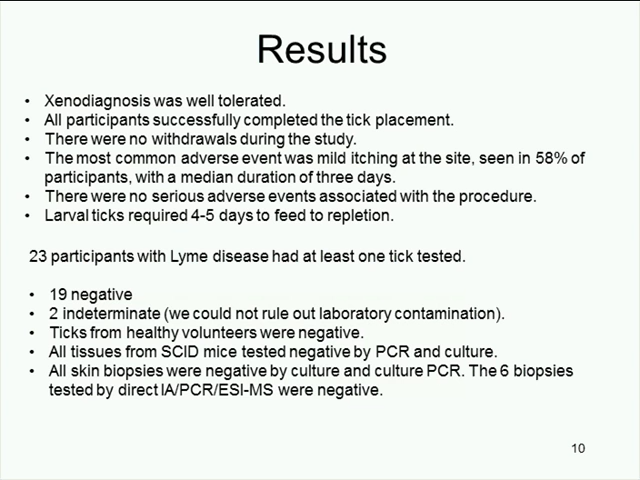 Results
• Xenodiagnosis was well tolerated.
• All participants successfully completed the tick placement.
• There were no withdrawals during the study.
• The most common adverse event was mild itching at the site, seen in 58% of
participants, with a median duration of three days.
• There were no serious adverse events associated with the procedure.
• Larval ticks required 4-5 days to feed to repletion.
23 participants with Lyme disease had at least one tick tested.
• 19 negative
• 2 indeterminate (we could not rule out laboratory contamination).
• Ticks from healthy volunteers were negative.
• All tissues from SCID mice tested negative by PCR and culture.
• All skin biopsies were negative by culture and culture PCR. The 6 biopsies
tested by direct IA/PCR/ESI-MS were negative.
10